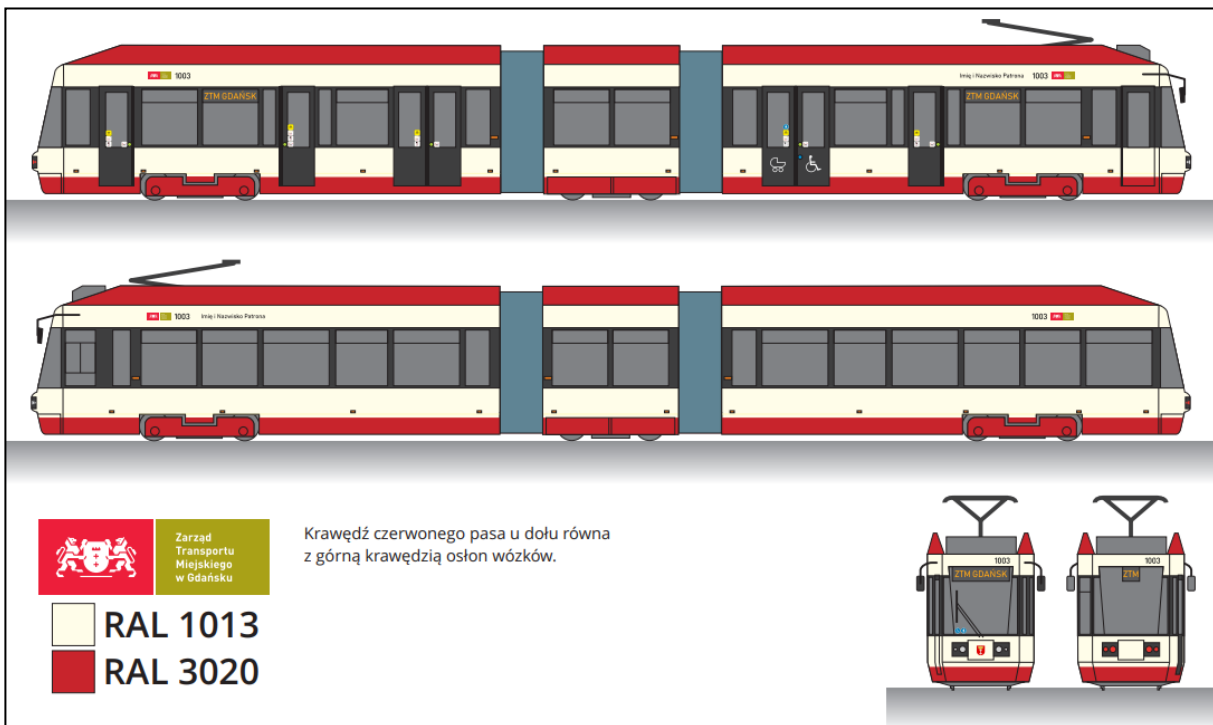 1003
ZTM GDAŃSK
Imię i Nazwisko Patrona 1003
ZTM GDAŃSK
1003 Imię i Nazwisko Patrona
1003
Zarząd
Transportu
Miejskiego
w Gdańsku
Krawędź czerwonego pasa u dołu równa
z górną krawędzią osłon wózków.
RAL 1013
RAL 3020
1003
ZTM GDAŃSK
1003
ZTM